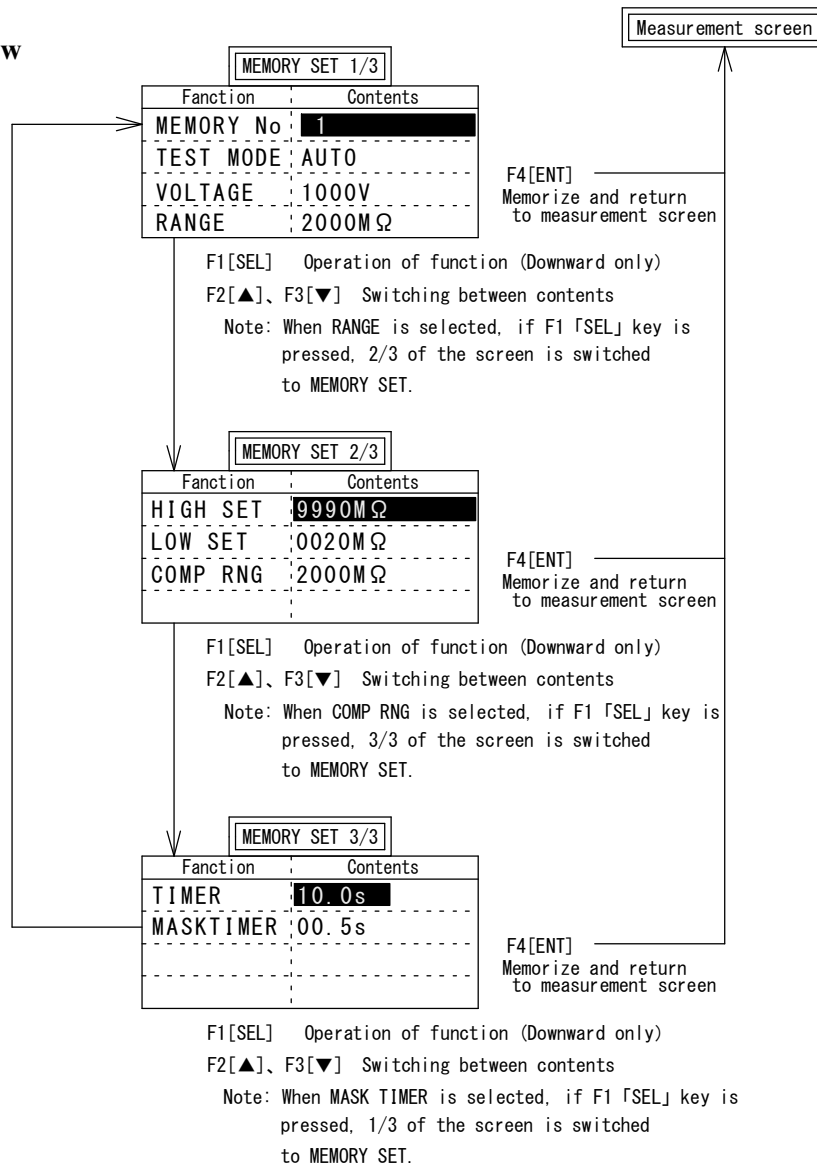 Measurement screen
w
MEMORY SET 1/3
Fanction Contents
MEMORY No 1
TEST MODE AUTO
VOLTAGE 1000V
RANGE 2000MΩ
F4[ENT]
Memorize and return
to measurement screen
F1[SEL] Operation of function (Downward only)
F2[▲]、F3[▼] Switching between contents
Note: When RANGE is selected, if F1 「SEL」 key is
pressed, 2/3 of the screen is switched
to MEMORY SET.
MEMORY SET 2/3
Fanction Contents
HIGH SET 9990MΩ
LOW SET 0020MΩ
COMP RNG 2000MΩ
F4[ENT]
Memorize and return
to measurement screen
F1[SEL] Operation of function (Downward only)
F2[▲]、F3[▼] Switching between contents
Note: When COMP RNG is selected, if F1 「SEL」 key is
pressed, 3/3 of the screen is switched
to MEMORY SET.
MEMORY SET 3/3
Fanction Contents
TIMER 10.0s
MASKTIMER 00.5s
F4[ENT]
Memorize and return
to measurement screen
F1[SEL] Operation of function (Downward only)
F2[▲]、F3[▼] Switching between contents
Note: When MASK TIMER is selected, if F1 「SEL」 key is
pressed, 1/3 of the screen is switched
to MEMORY SET.